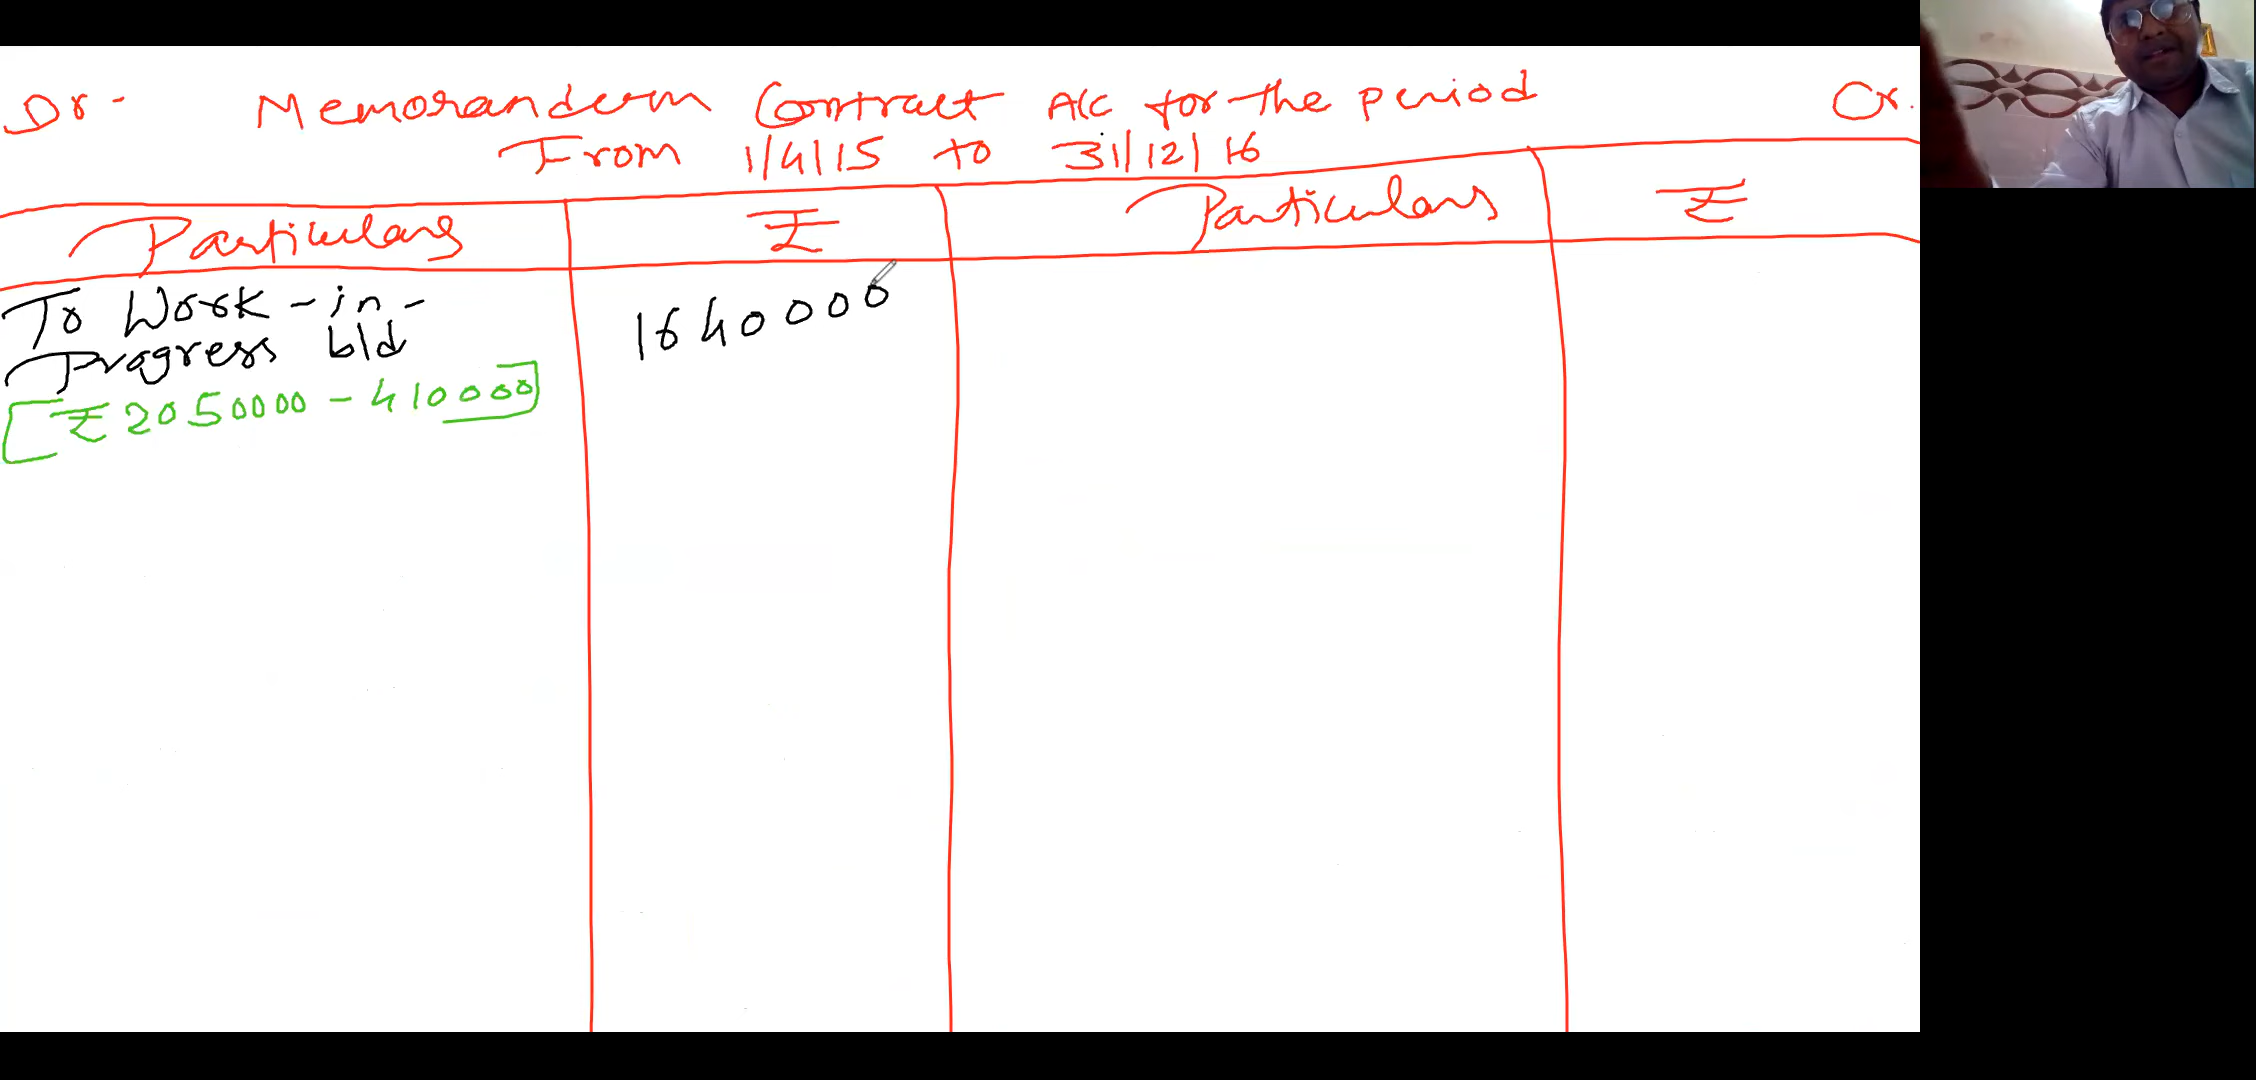 Dr. Memorandum Contract A/C for the period Cr.
From 1/4/15 to 31/12/16
Particulars ₹ Particulars ₹
To Work-in- 1640000
Progress b/d
[₹2050000 - 410000]